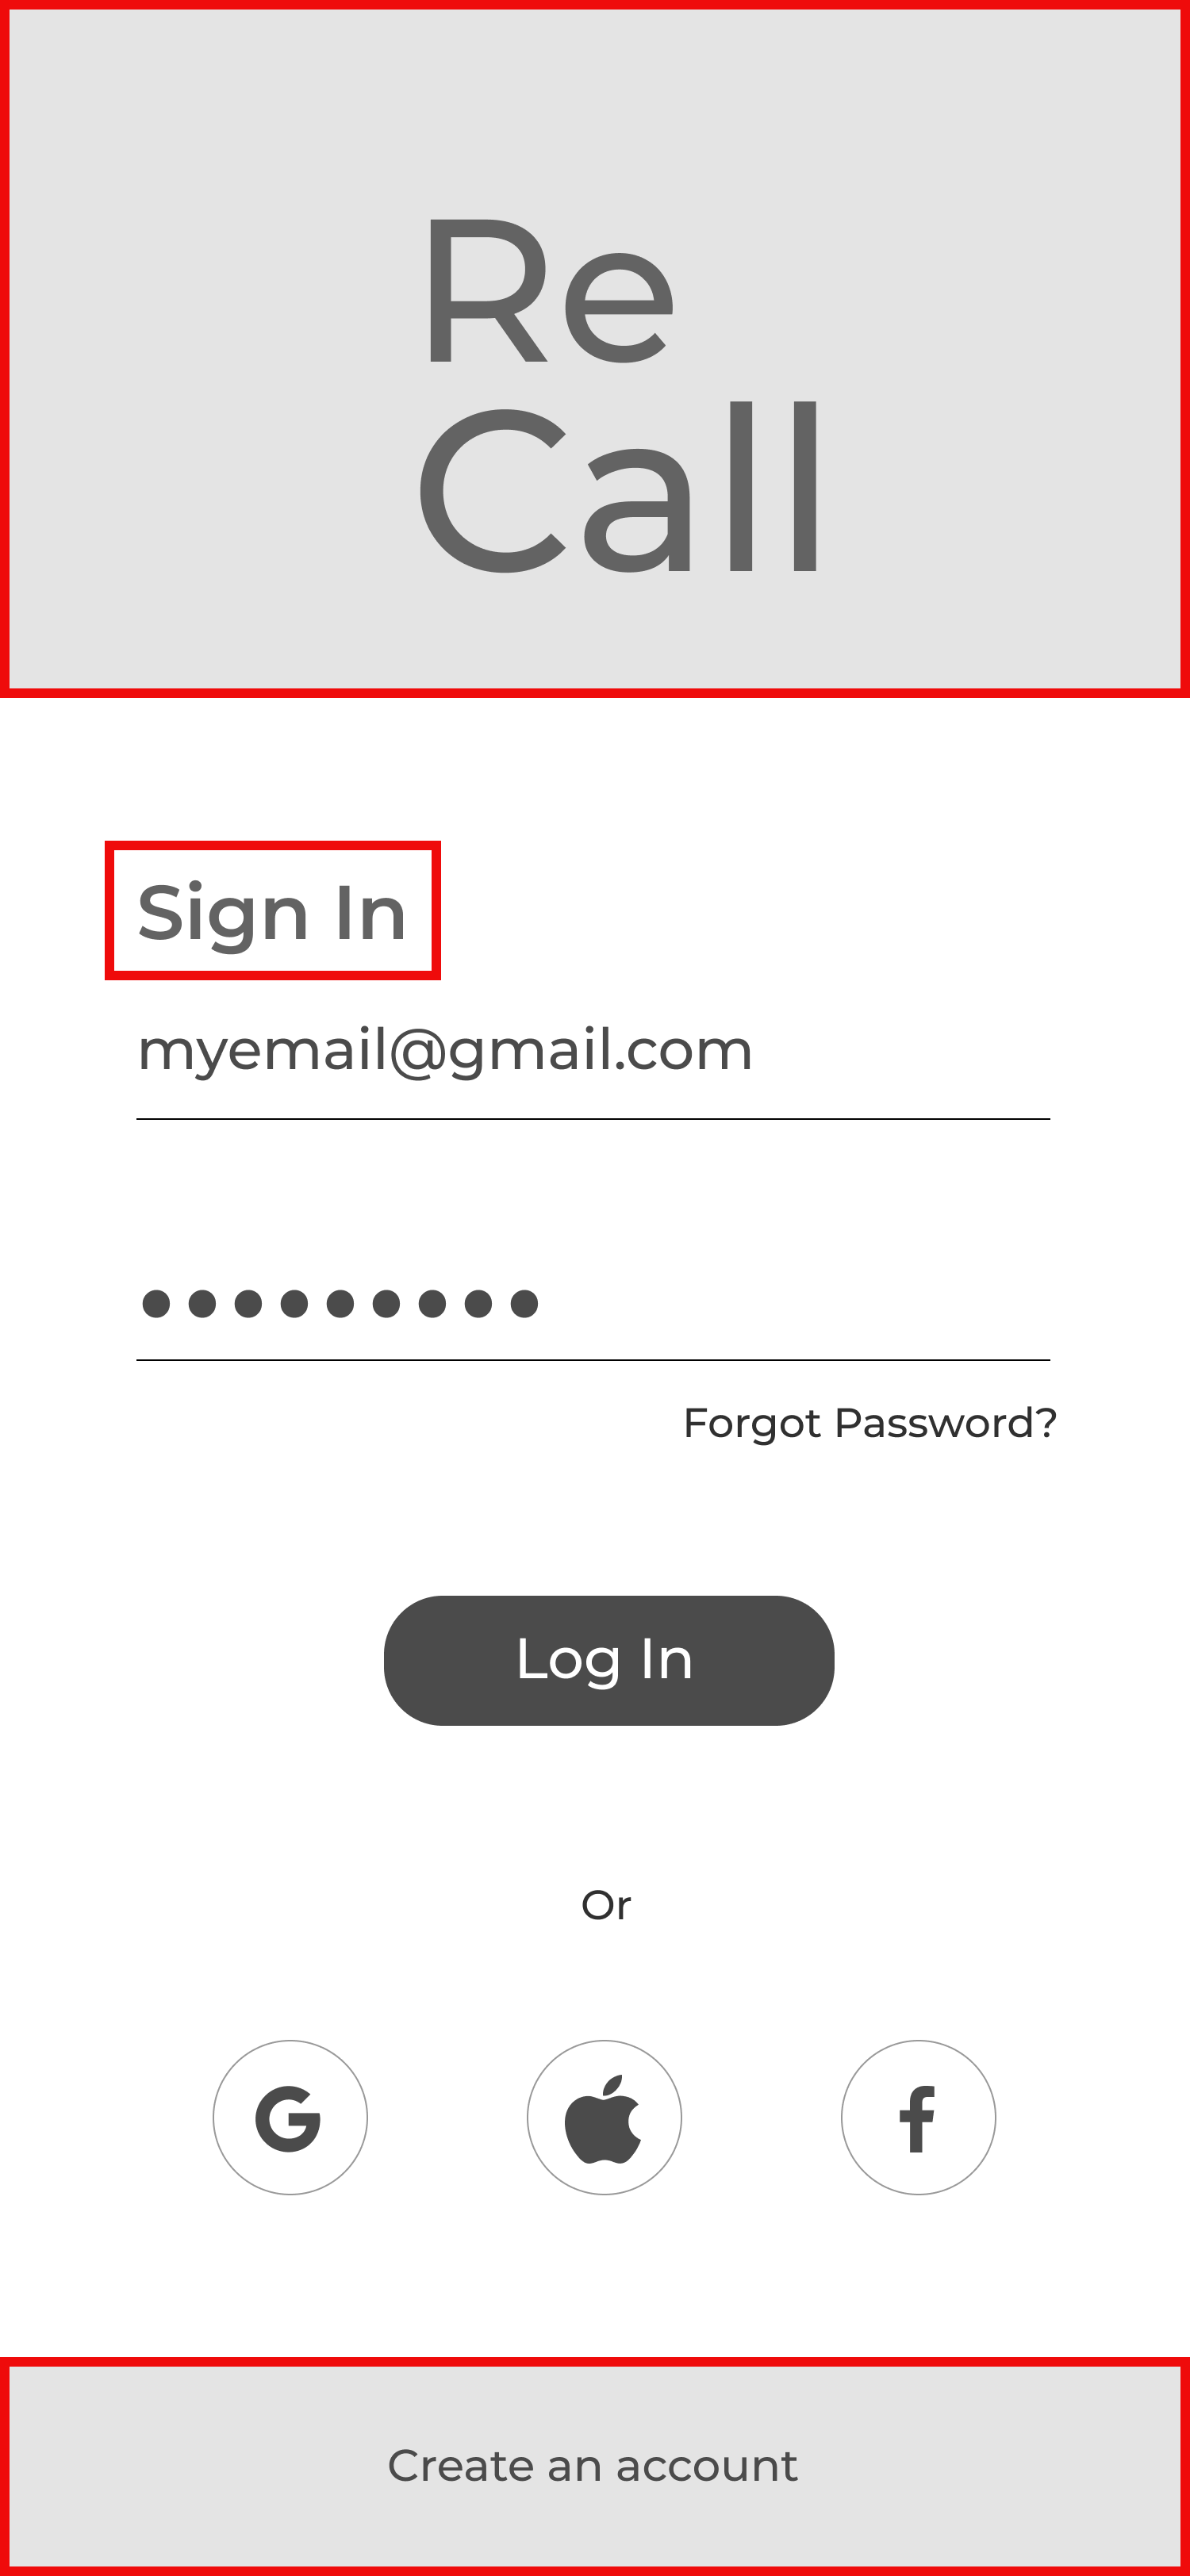 Re
Call
Sign In
myemail@gmail.com
•••••••••
Forgot Password?
Log In
Or
Create an account